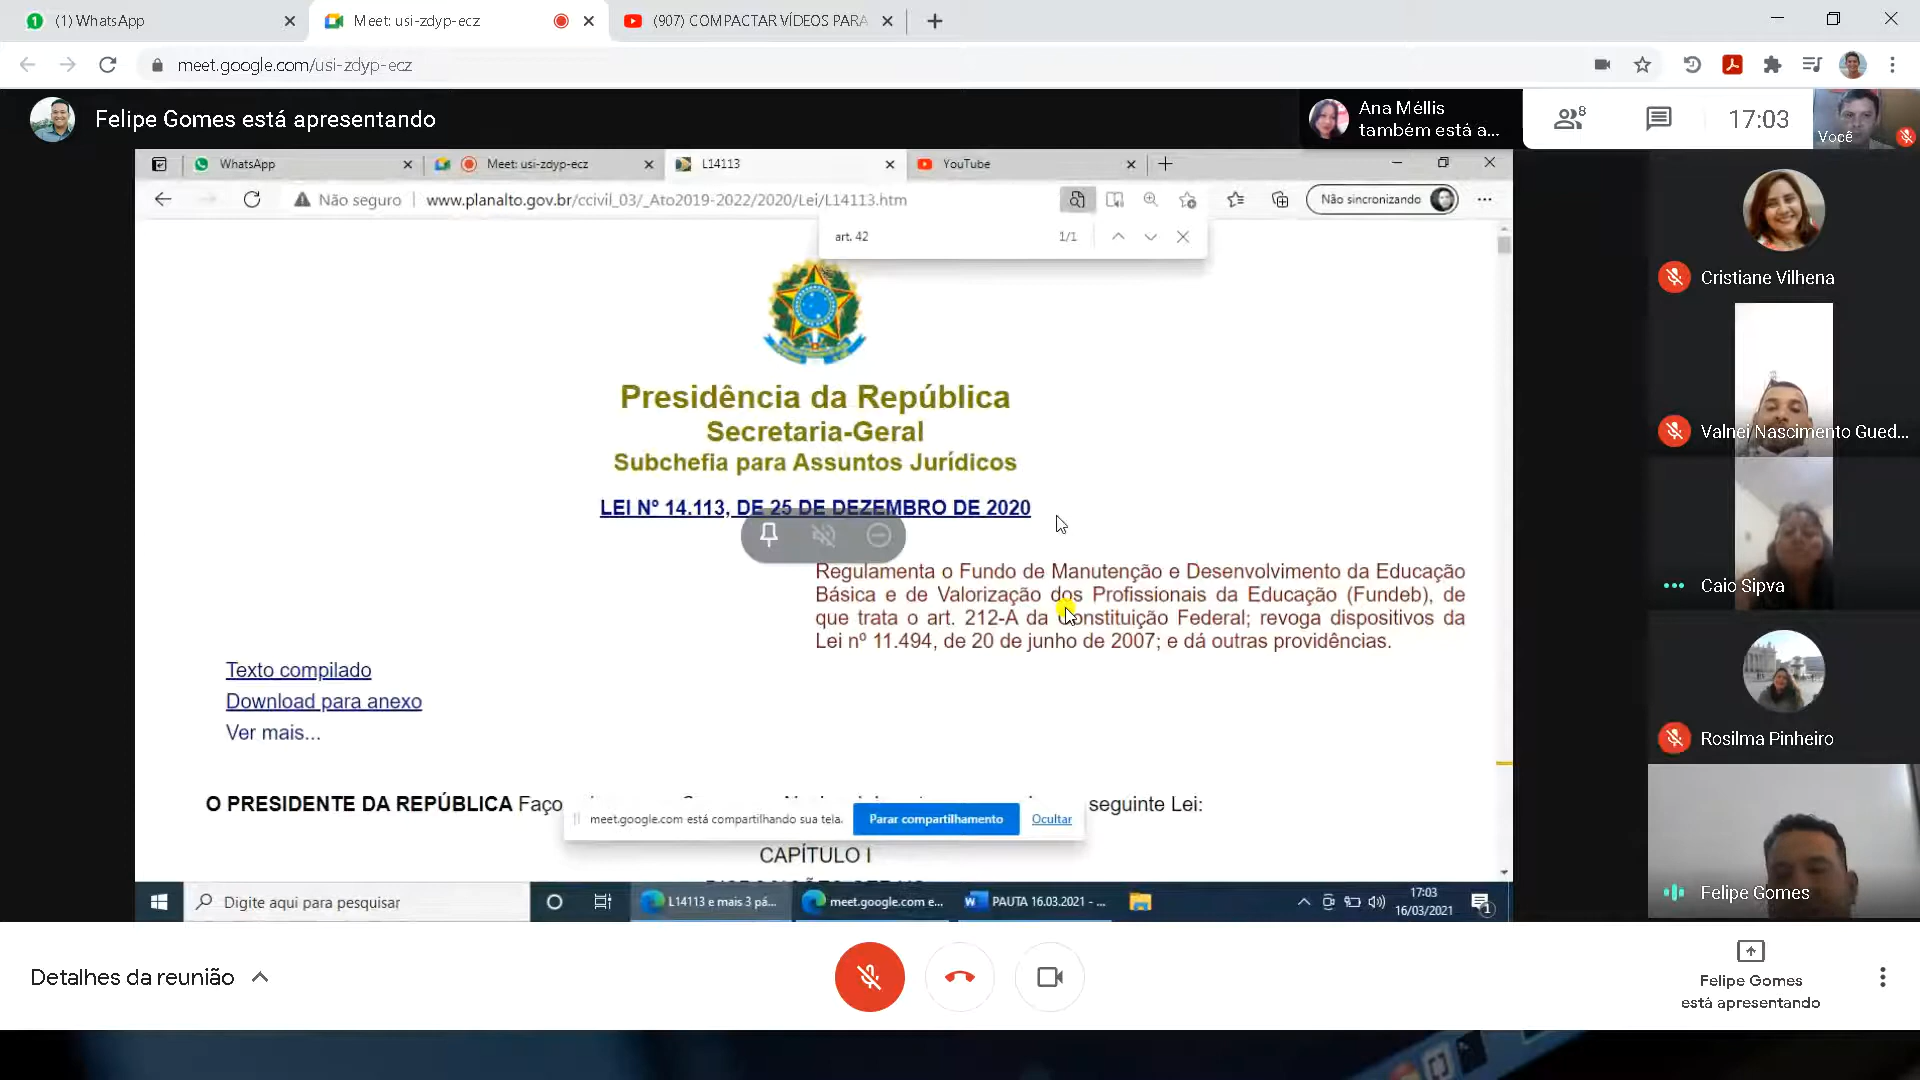 (1) WhatsApp
Meet: usi-zdyp-ecz
(907) COMPACTAR VÍDEOS PARA
meet.google.com/usi-zdyp-ecz
Felipe Gomes está apresentando
Ana Méllis
também está a...
8
17:03
Você
WhatsApp
Meet: usi-zdyp-ecz
L14113
YouTube
Não seguro
www.planalto.gov.br/ccivil_03/_Ato2019-2022/2020/Lei/L14113.htm
Não sincronizando
art. 42
1/1
Presidência da República
Secretaria-Geral
Subchefia para Assuntos Jurídicos
LEI Nº 14.113, DE 25 DE DEZEMBRO DE 2020
Regulamenta o Fundo de Manutenção e Desenvolvimento da Educação
Básica e de Valorização dos Profissionais da Educação (Fundeb), de
que trata o art. 212-A da Constituição Federal; revoga dispositivos da
Lei nº 11.494, de 20 de junho de 2007; e dá outras providências.
Texto compilado
Download para anexo
Ver mais...
O PRESIDENTE DA REPÚBLICA Faço
seguinte Lei:
meet.google.com está compartilhando sua tela.
Parar compartilhamento
Ocultar
CAPÍTULO I
Digite aqui para pesquisar
L14113 e mais 3 pá...
meet.google.com e...
PAUTA 16.03.2021 - ...
17:03
16/03/2021
1
Cristiane Vilhena
Valnei Nascimento Gued...
Caio Sipva
Rosilma Pinheiro
Felipe Gomes
Detalhes da reunião
Felipe Gomes
está apresentando